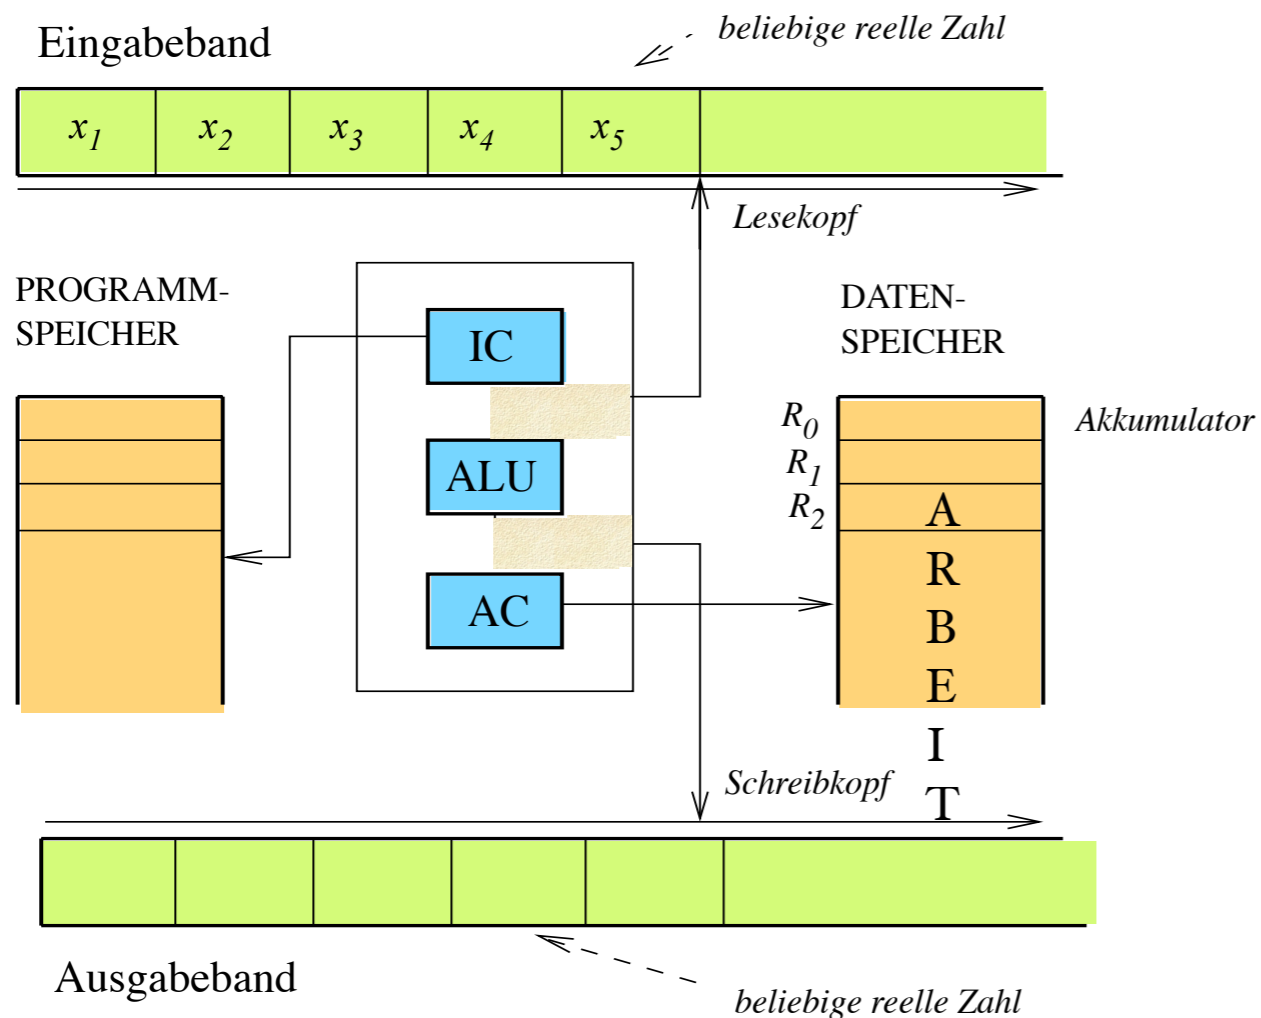 beliebige reelle Zahl
Eingabeband
x1 x2 x3 x4 x5
Lesekopf
PROGRAMM-
SPEICHER
IC
ALU
AC
DATEN-
SPEICHER
R0
Akkumulator
R1
R2
A
R
B
E
I
T
Schreibkopf
Ausgabeband
beliebige reelle Zahl